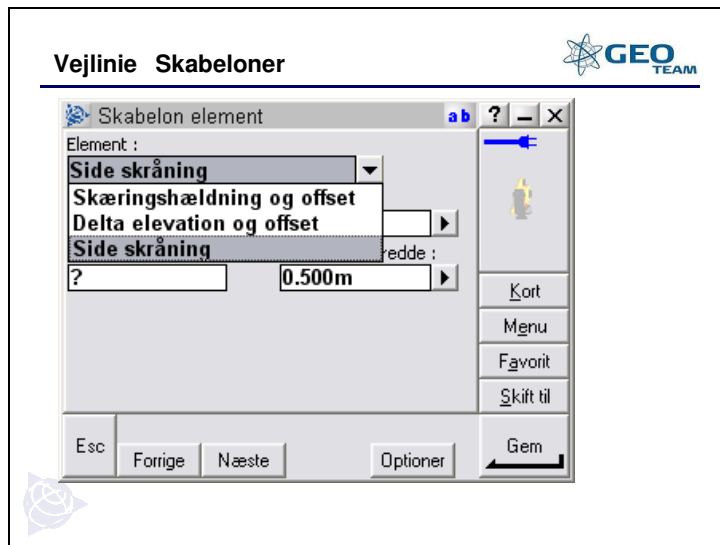 Vejlinie Skabeloner
GEO
TEAM
Skabelon element
ab ? – X
Element :
Side skråning
Skæringshældning og offset
Delta elevation og offset
Side skråning
redde :
?
0.500m
Kort
Menu
Favorit
Skift til
Esc
Forrige
Næste
Optioner
Gem